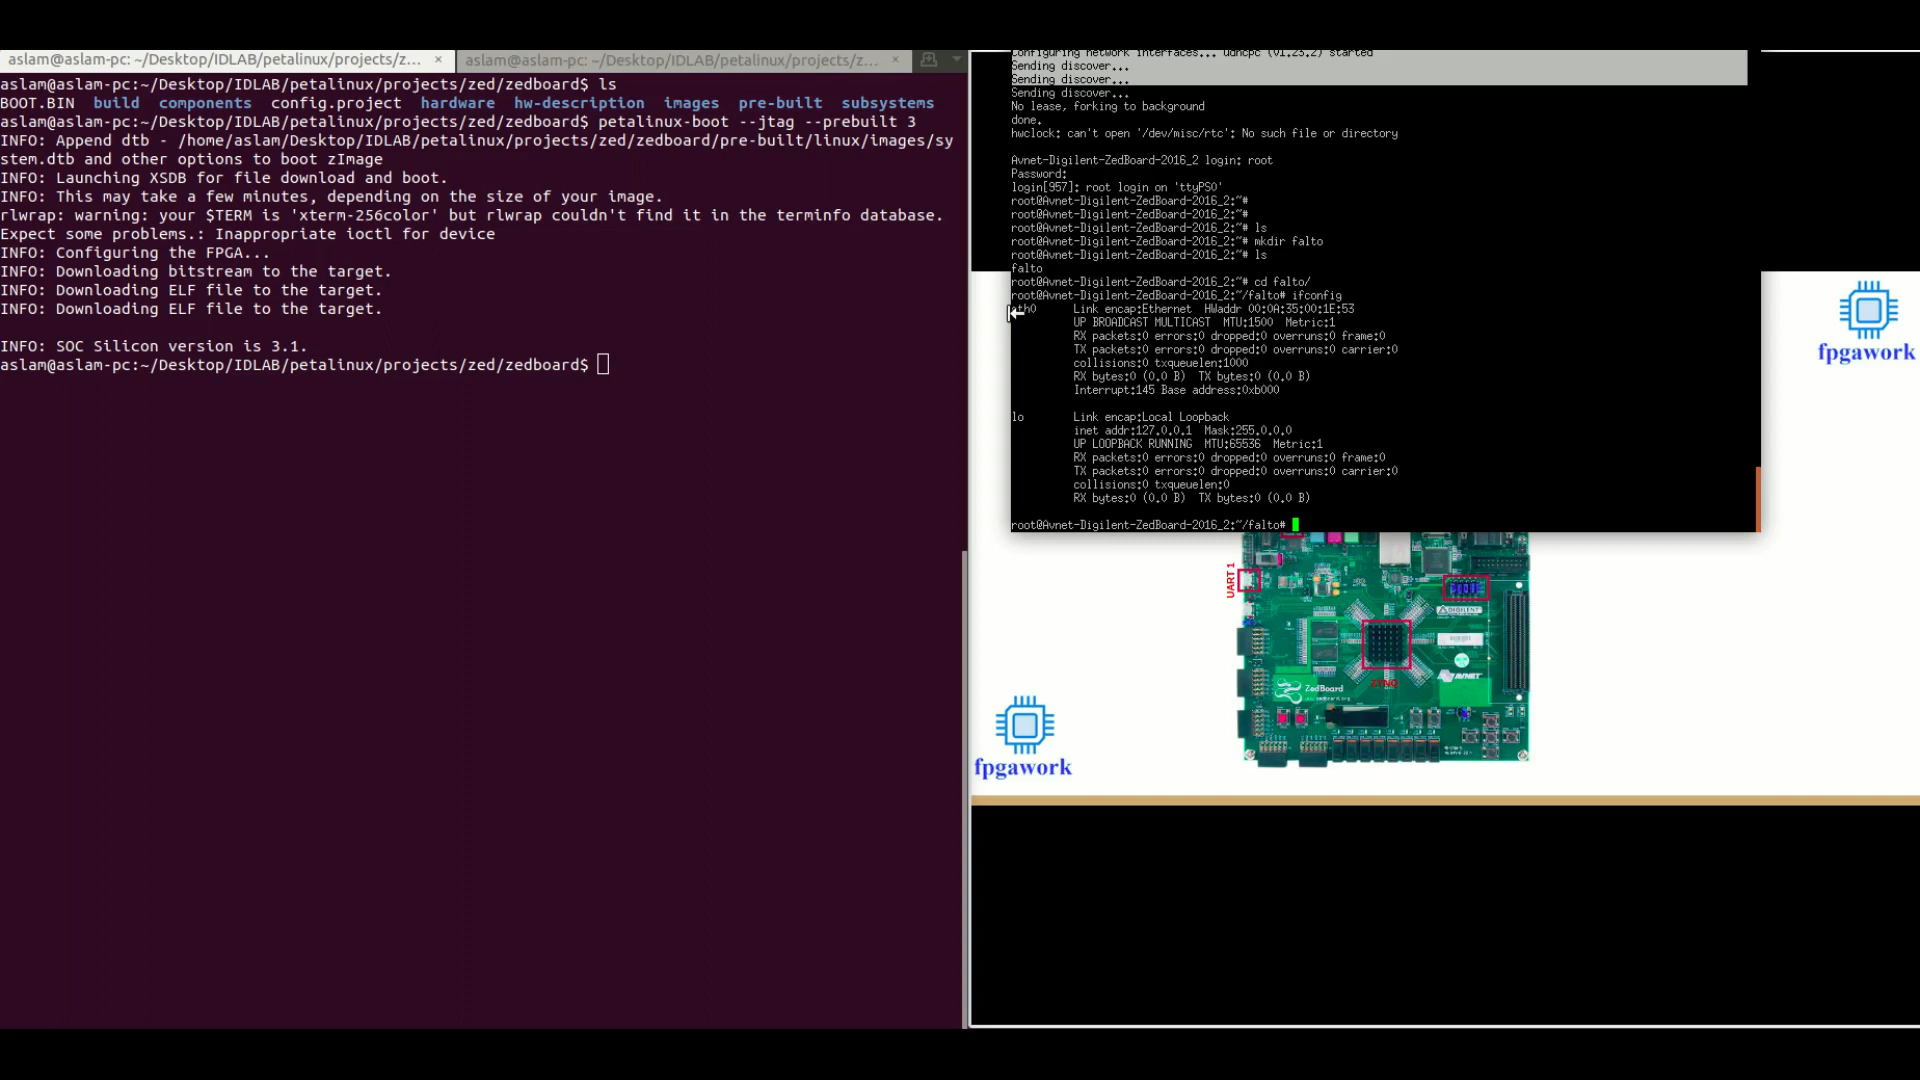 aslam@aslam-pc: ~/Desktop/IDLAB/petalinux/projects/z... ×
aslam@aslam-pc: ~/Desktop/IDLAB/petalinux/projects/z... ×
aslam@aslam-pc:~/Desktop/IDLAB/petalinux/projects/zed/zedboard$ ls
BOOT.BIN build components config.project hardware hw-description images pre-built subsystems
aslam@aslam-pc:~/Desktop/IDLAB/petalinux/projects/zed/zedboard$ petalinux-boot --jtag --prebuilt 3
INFO: Append dtb - /home/aslam/Desktop/IDLAB/petalinux/projects/zed/zedboard/pre-built/linux/images/sy
stem.dtb and other options to boot zImage
INFO: Launching XSDB for file download and boot.
INFO: This may take a few minutes, depending on the size of your image.
rlwrap: warning: your $TERM is 'xterm-256color' but rlwrap couldn't find it in the terminfo database.
Expect some problems.: Inappropriate ioctl for device
INFO: Configuring the FPGA...
INFO: Downloading bitstream to the target.
INFO: Downloading ELF file to the target.
INFO: Downloading ELF file to the target.
INFO: SOC Silicon version is 3.1.
aslam@aslam-pc:~/Desktop/IDLAB/petalinux/projects/zed/zedboard$
Configuring network interfaces... udhcpc (v1.23.2) started
Sending discover...
Sending discover...
Sending discover...
No lease, forking to background
done.
hwclock: can't open '/dev/misc/rtc': No such file or directory
Avnet-Digilent-ZedBoard-2016_2 login: root
Password:
login[957]: root login on 'ttyPS0'
root@Avnet-Digilent-ZedBoard-2016_2:~#
root@Avnet-Digilent-ZedBoard-2016_2:~#
root@Avnet-Digilent-ZedBoard-2016_2:~# ls
root@Avnet-Digilent-ZedBoard-2016_2:~# mkdir falto
root@Avnet-Digilent-ZedBoard-2016_2:~# ls
falto
root@Avnet-Digilent-ZedBoard-2016_2:~# cd falto/
root@Avnet-Digilent-ZedBoard-2016_2:~/falto# ifconfig
eth0 Link encap:Ethernet HWaddr 00:0A:35:00:1E:53
UP BROADCAST MULTICAST MTU:1500 Metric:1
RX packets:0 errors:0 dropped:0 overruns:0 frame:0
TX packets:0 errors:0 dropped:0 overruns:0 carrier:0
collisions:0 txqueuelen:1000
RX bytes:0 (0.0 B) TX bytes:0 (0.0 B)
Interrupt:145 Base address:0xb000
lo Link encap:Local Loopback
inet addr:127.0.0.1 Mask:255.0.0.0
UP LOOPBACK RUNNING MTU:65536 Metric:1
RX packets:0 errors:0 dropped:0 overruns:0 frame:0
TX packets:0 errors:0 dropped:0 overruns:0 carrier:0
collisions:0 txqueuelen:0
RX bytes:0 (0.0 B) TX bytes:0 (0.0 B)
root@Avnet-Digilent-ZedBoard-2016_2:~/falto#
fpgawork
UART 1
DIGILENT
AVNET
ZYNQ
ZedBoard
fpgawork